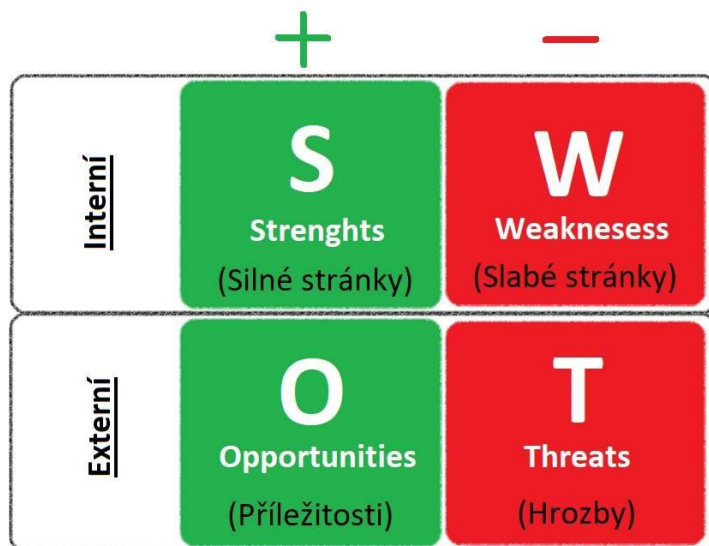 + −
Interní
S
Strenghts
(Silné stránky)
W
Weaknesess
(Slabé stránky)
Externí
O
Opportunities
(Příležitosti)
T
Threats
(Hrozby)